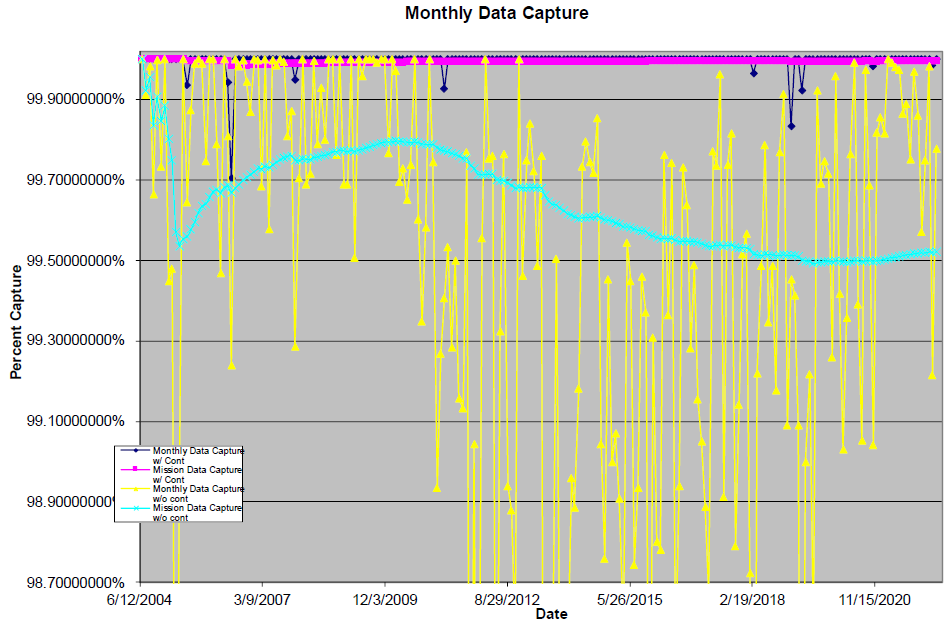 Monthly Data Capture
99.90000000%
99.70000000%
99.50000000%
99.30000000%
99.10000000%
98.90000000%
98.70000000%
Percent Capture
Monthly Data Capture
w/ Cont
Mission Data Capture
w/ Cont
Monthly Data Capture
w/o cont
Mission Data Capture
w/o cont
6/12/2004
3/9/2007
12/3/2009
8/29/2012
5/26/2015
2/19/2018
11/15/2020
Date